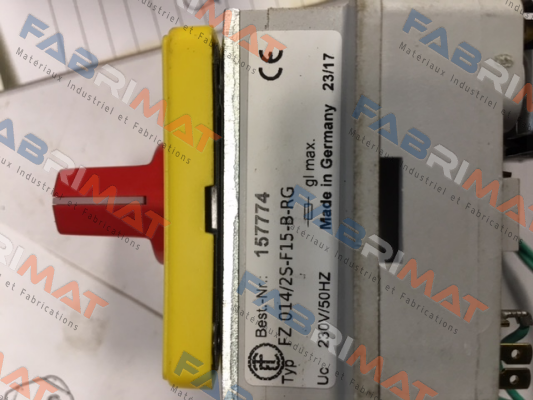 Best.-Nr.: 157774
Typ FZ 014/2S-F15-B-RG
gl max.
Uc: 230V/50HZ Made in Germany 23/17
CE
FABRIMAT
Materiaux Industriel et Fabrications